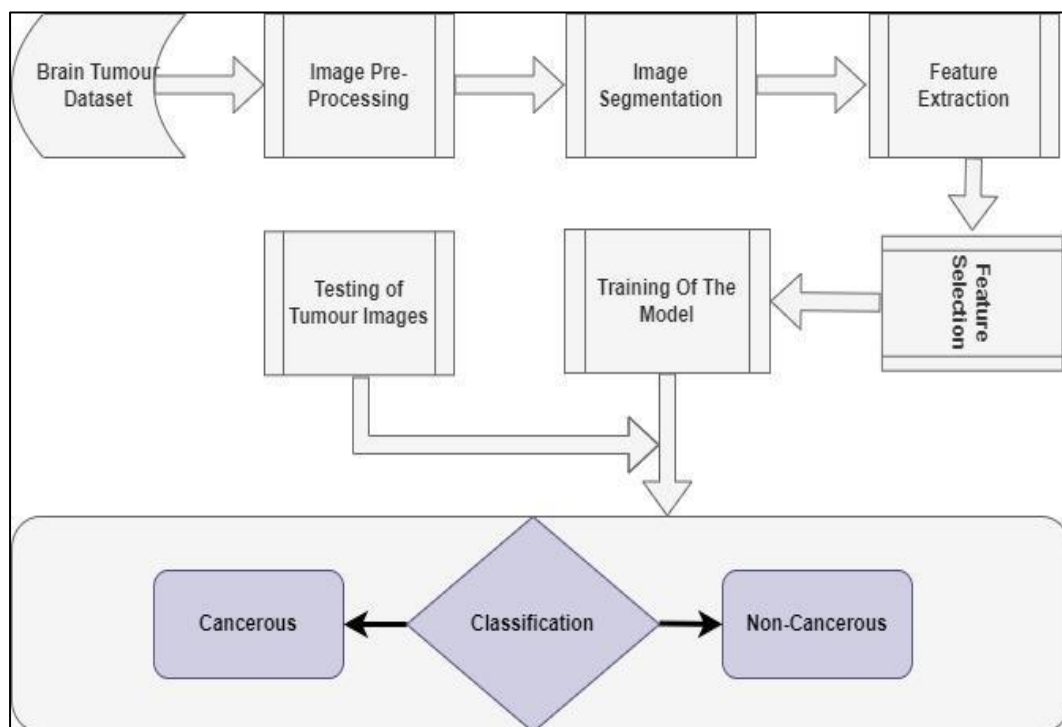 Brain Tumour
Dataset
Image Pre-
Processing
Image
Segmentation
Feature
Extraction
Feature
Selection
Training Of The
Model
Testing of
Tumour Images
Classification
Cancerous
Non-Cancerous